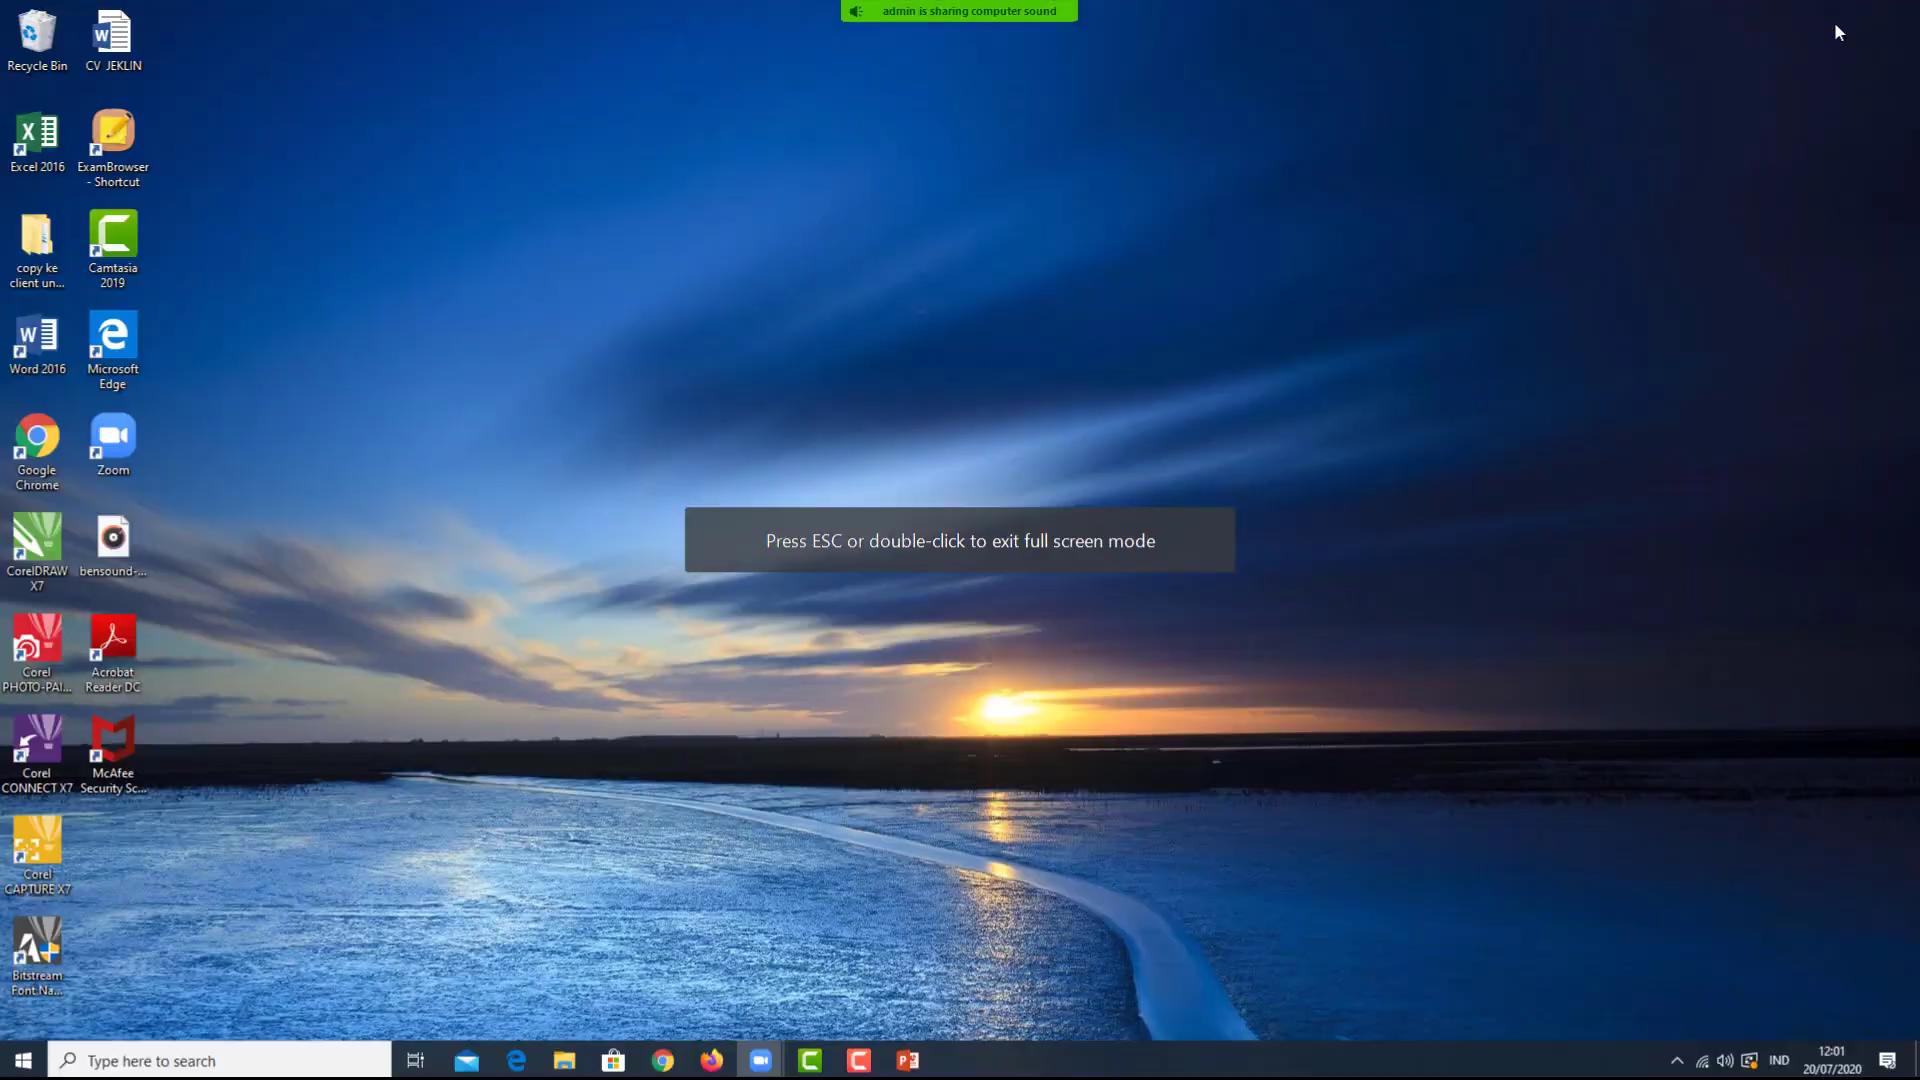 admin is sharing computer sound
Recycle Bin
CV JEKLIN
Excel 2016
ExamBrowser
- Shortcut
copy ke
client un...
Camtasia
2019
Word 2016
Microsoft
Edge
Google
Chrome
Zoom
Press ESC or double-click to exit full screen mode
CorelDRAW
X7
bensound-...
Corel
PHOTO-PAI...
Acrobat
Reader DC
Corel
CONNECT X7
McAfee
Security Sc...
Corel
CAPTURE X7
Bitstream
Font Na...
Type here to search
IND
12:01
20/07/2020